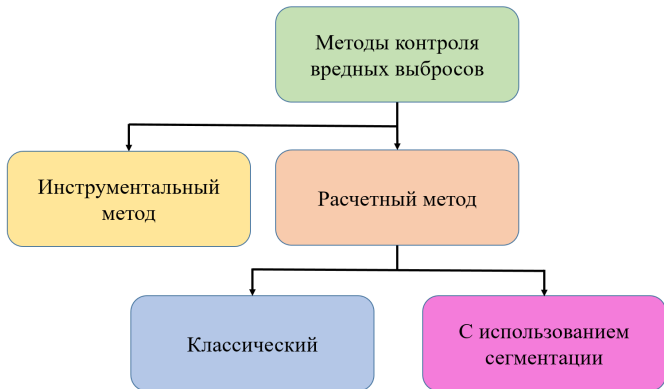 Методы контроля
вредных выбросов
Инструментальный
метод
Расчетный метод
Классический
С использованием
сегментации